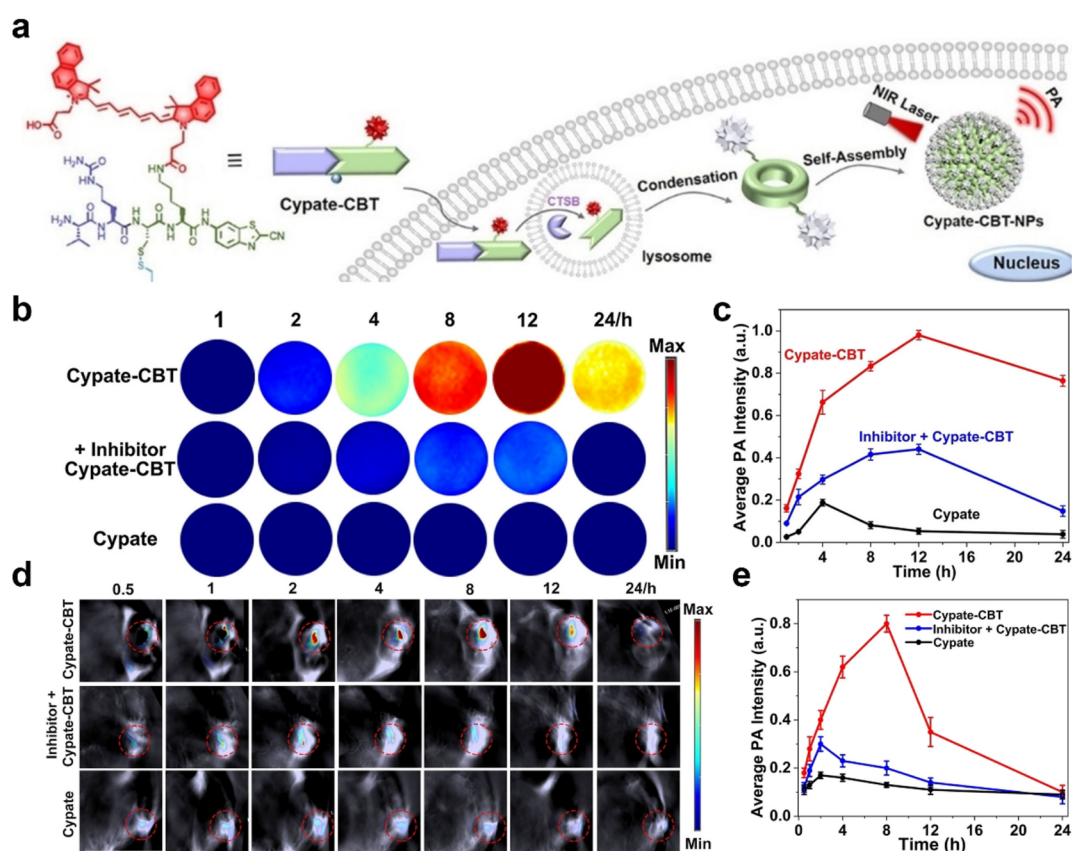 a
HO
O
H₂N
O
HN
O
HN
H₂N
N
H
O
H
N
O
N
H
O
H
N
S
S
S
N
CN
≡
Cypate-CBT
CTSB
lysosome
Condensation
Self-Assembly
NIR Laser
PA
Cypate-CBT-NPs
Nucleus
b
1 2 4 8 12 24/h
Cypate-CBT
+ Inhibitor
Cypate-CBT
Cypate
Max
Min
c
Average PA Intensity (a.u.)
1.0
0.8
0.6
0.4
0.2
0.0
Cypate-CBT
Inhibitor + Cypate-CBT
Cypate
0 4 8 12 16 20 24
Time (h)
d
0.5 1 2 4 8 12 24/h
Cypate-CBT
Inhibitor +
Cypate-CBT
Cypate
Max
Min
e
Average PA Intensity (a.u.)
0.8
0.6
0.4
0.2
0.0
Cypate-CBT
Inhibitor + Cypate-CBT
Cypate
0 4 8 12 16 20 24
Time (h)